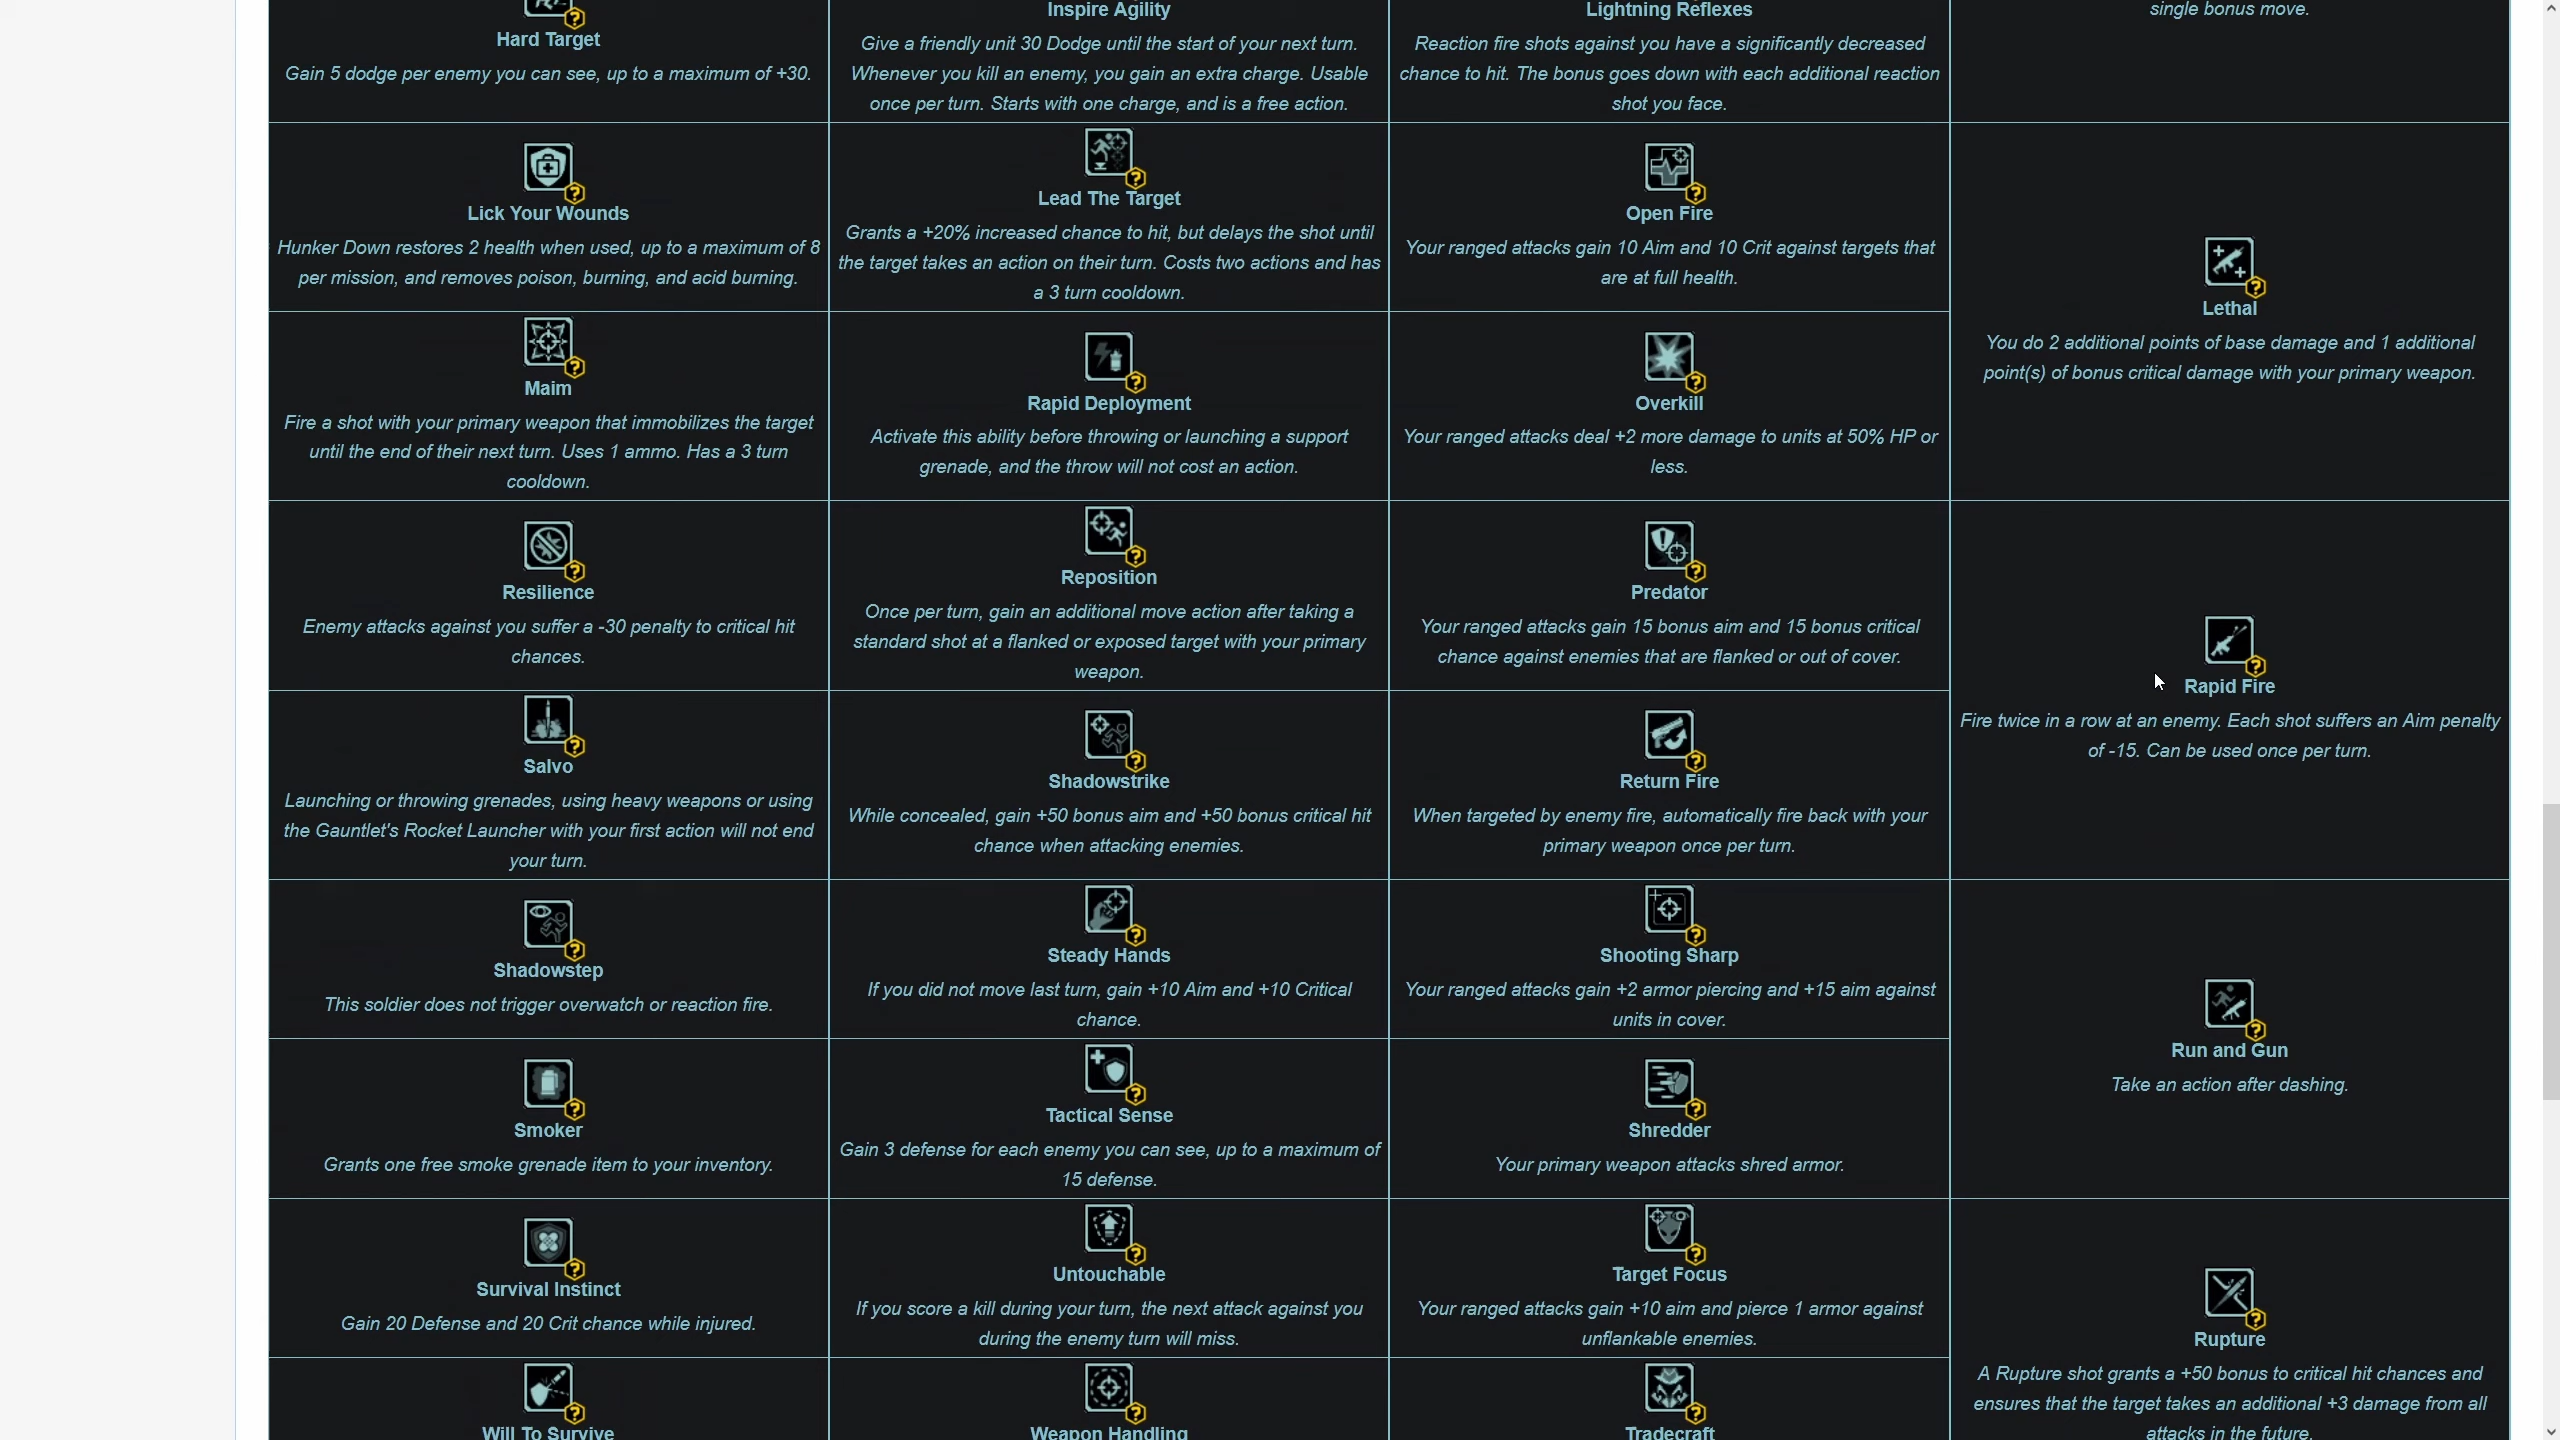 Hard Target
Gain 5 dodge per enemy you can see, up to a maximum of +30.
Inspire Agility
Give a friendly unit 30 Dodge until the start of your next turn.
Whenever you kill an enemy, you gain an extra charge. Usable
once per turn. Starts with one charge, and is a free action.
Lightning Reflexes
Reaction fire shots against you have a significantly decreased
chance to hit. The bonus goes down with each additional reaction
shot you face.
single bonus move.
Lick Your Wounds
Hunker Down restores 2 health when used, up to a maximum of 8
per mission, and removes poison, burning, and acid burning.
Lead The Target
Grants a +20% increased chance to hit, but delays the shot until
the target takes an action on their turn. Costs two actions and has
a 3 turn cooldown.
Open Fire
Your ranged attacks gain 10 Aim and 10 Crit against targets that
are at full health.
Lethal
You do 2 additional points of base damage and 1 additional
point(s) of bonus critical damage with your primary weapon.
Maim
Fire a shot with your primary weapon that immobilizes the target
until the end of their next turn. Uses 1 ammo. Has a 3 turn
cooldown.
Rapid Deployment
Activate this ability before throwing or launching a support
grenade, and the throw will not cost an action.
Overkill
Your ranged attacks deal +2 more damage to units at 50% HP or
less.
Resilience
Enemy attacks against you suffer a -30 penalty to critical hit
chances.
Reposition
Once per turn, gain an additional move action after taking a
standard shot at a flanked or exposed target with your primary
weapon.
Predator
Your ranged attacks gain 15 bonus aim and 15 bonus critical
chance against enemies that are flanked or out of cover.
Rapid Fire
Fire twice in a row at an enemy. Each shot suffers an Aim penalty
of -15. Can be used once per turn.
Salvo
Launching or throwing grenades, using heavy weapons or using
the Gauntlet's Rocket Launcher with your first action will not end
your turn.
Shadowstrike
While concealed, gain +50 bonus aim and +50 bonus critical hit
chance when attacking enemies.
Return Fire
When targeted by enemy fire, automatically fire back with your
primary weapon once per turn.
Shadowstep
This soldier does not trigger overwatch or reaction fire.
Steady Hands
If you did not move last turn, gain +10 Aim and +10 Critical
chance.
Shooting Sharp
Your ranged attacks gain +2 armor piercing and +15 aim against
units in cover.
Run and Gun
Take an action after dashing.
Smoker
Grants one free smoke grenade item to your inventory.
Tactical Sense
Gain 3 defense for each enemy you can see, up to a maximum of
15 defense.
Shredder
Your primary weapon attacks shred armor.
Survival Instinct
Gain 20 Defense and 20 Crit chance while injured.
Untouchable
If you score a kill during your turn, the next attack against you
during the enemy turn will miss.
Target Focus
Your ranged attacks gain +10 aim and pierce 1 armor against
unflankable enemies.
Rupture
A Rupture shot grants a +50 bonus to critical hit chances and
ensures that the target takes an additional +3 damage from all
attacks in the future.
Will To Survive
Weapon Handling
Tradecraft